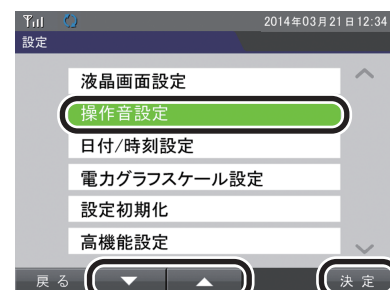 2014年03月21日12:34
設定
液晶画面設定
操作音設定
日付/時刻設定
電力グラフスケール設定
設定初期化
高機能設定
戻る ▼ ▲ 決定